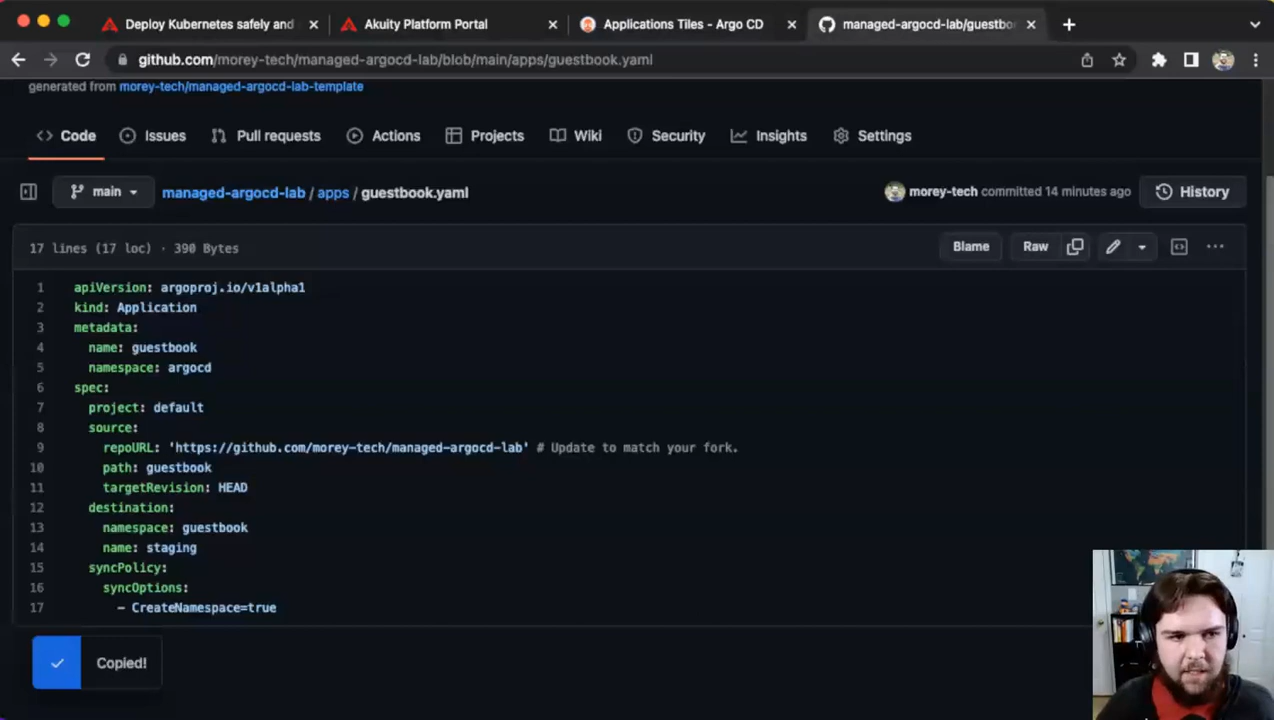 Deploy Kubernetes safely and
Akuity Platform Portal
Applications Tiles - Argo CD
managed-argocd-lab/guestbo
github.com/morey-tech/managed-argocd-lab/blob/main/apps/guestbook.yaml
generated from morey-tech/managed-argocd-lab-template
Code
Issues
Pull requests
Actions
Projects
Wiki
Security
Insights
Settings
main
managed-argocd-lab / apps / guestbook.yaml
morey-tech committed 14 minutes ago
History
17 lines (17 loc) · 390 Bytes
Blame
Raw
1 apiVersion: argoproj.io/v1alpha1
2 kind: Application
3 metadata:
4 name: guestbook
5 namespace: argocd
6 spec:
7 project: default
8 source:
9 repoURL: 'https://github.com/morey-tech/managed-argocd-lab' # Update to match your fork.
10 path: guestbook
11 targetRevision: HEAD
12 destination:
13 namespace: guestbook
14 name: staging
15 syncPolicy:
16 syncOptions:
17 - CreateNamespace=true
Copied!